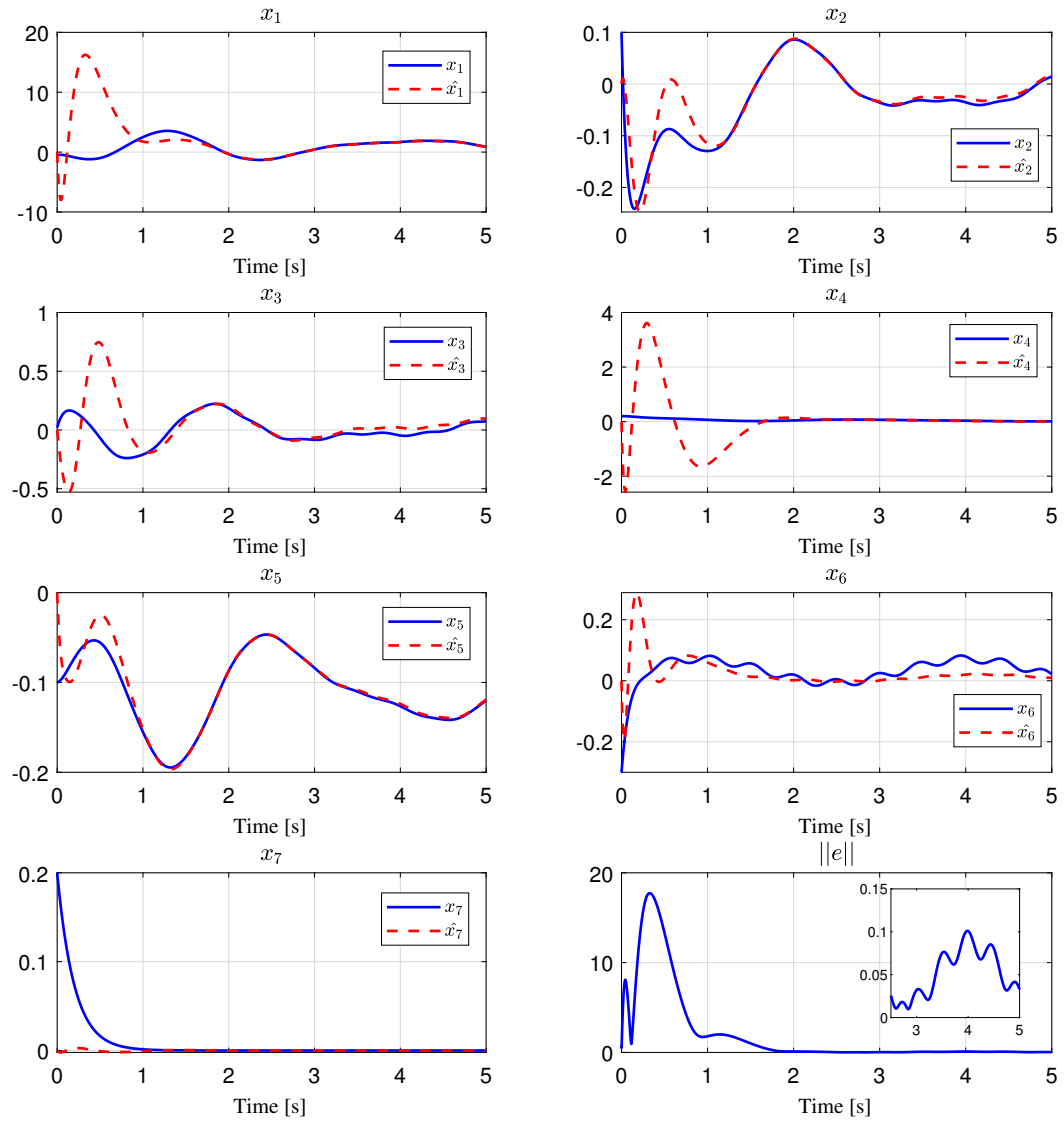 x₁
20
10
0
-10
x₁
x̂₁
0 1 2 3 4 5
Time [s]
x₂
0.1
0
-0.1
-0.2
x₂
x̂₂
0 1 2 3 4 5
Time [s]
x₃
1
0.5
0
-0.5
x₃
x̂₃
0 1 2 3 4 5
Time [s]
x₄
4
2
0
-2
x₄
x̂₄
0 1 2 3 4 5
Time [s]
x₅
0
-0.1
-0.2
x₅
x̂₅
0 1 2 3 4 5
Time [s]
x₆
0.2
0
-0.2
x₆
x̂₆
0 1 2 3 4 5
Time [s]
x₇
0.2
0.1
0
x₇
x̂₇
0 1 2 3 4 5
Time [s]
||e||
20
10
0
0.15
0.1
0.05
0
3 4 5
0 1 2 3 4 5
Time [s]